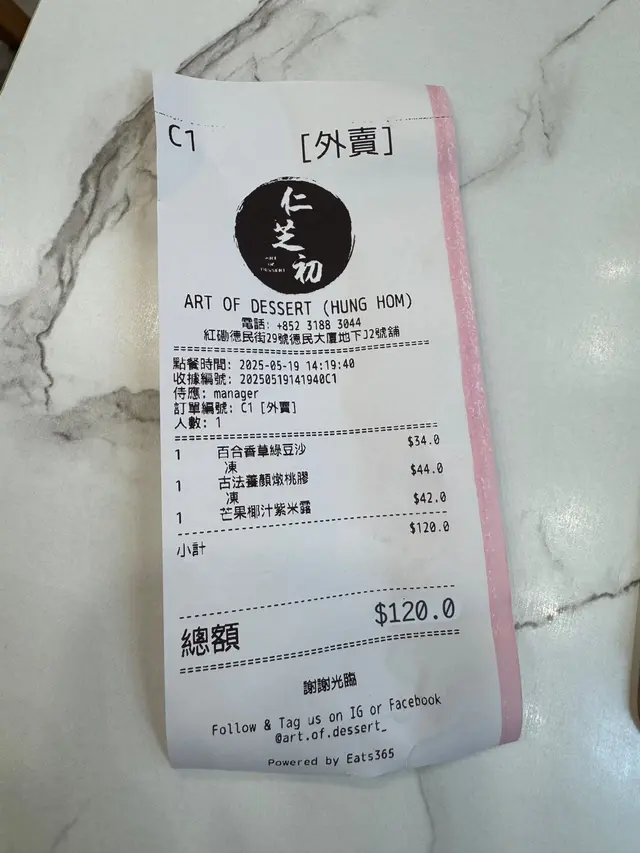 C1 [外賣]
仁芝初
ART OF DESSERT
ART OF DESSERT (HUNG HOM)
電話: +852 3188 3044
紅磡德民街29號德民大廈地下J2號舖
點餐時間: 2025-05-19 14:19:40
收據編號: 20250519141940C1
侍應: manager
訂單編號: C1 [外賣]
人數: 1
1 百合香草綠豆沙 $34.0
凍
1 古法養顏燉桃膠 $44.0
凍
1 芒果椰汁紫米露 $42.0
小計 $120.0
總額 $120.0
謝謝光臨
Follow & Tag us on IG or Facebook
@art.of.dessert_
Powered by Eats365